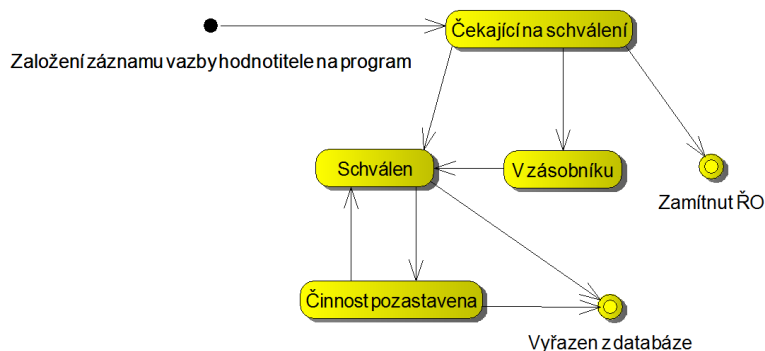 Čekající na schválení
Založení záznamu vazby hodnotitele na program
Schválen
V zásobníku
Zamítnut ŘO
Činnost pozastavena
Vyřazen z databáze